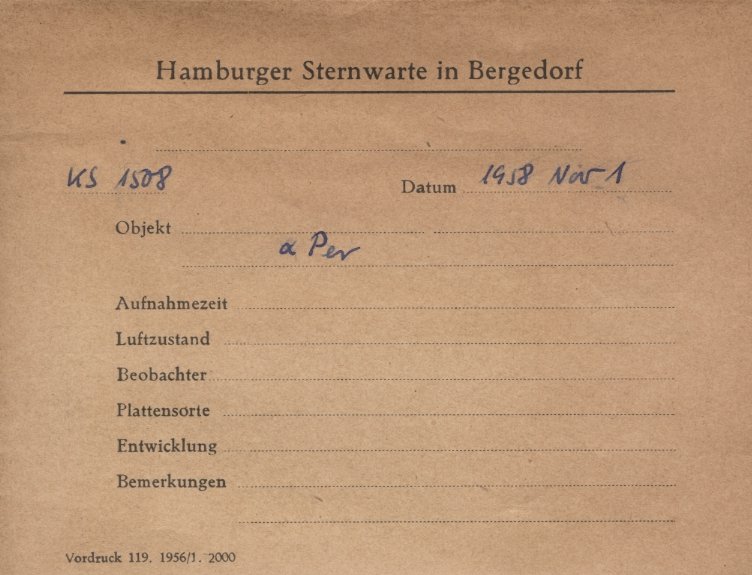 Hamburger Sternwarte in Bergedorf
KS 1508 Datum 1958 Nov 1
Objekt
α Per
Aufnahmezeit
Luftzustand
Beobachter
Plattensorte
Entwicklung
Bemerkungen
Vordruck 119. 1956/1. 2000